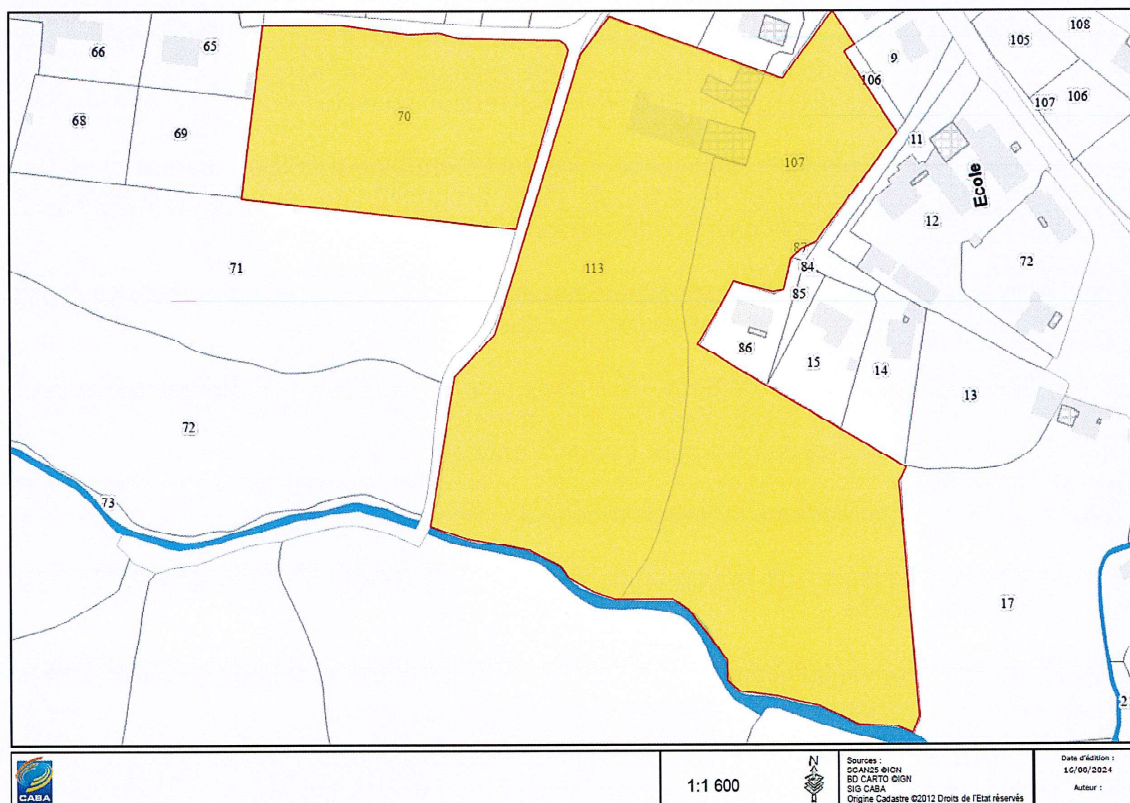 66
65
108
105
9
106
68
69
70
107
106
11
107
Ecole
12
87
71
113
84
72
85
86
15
14
13
72
73
17
CABA
1:1 600
N
Sources :
SCAN25 ©IGN
BD CARTO ©IGN
SIG CABA
Origine Cadastre ©2012 Droits de l'Etat réservés
Date d'édition :
Auteur :